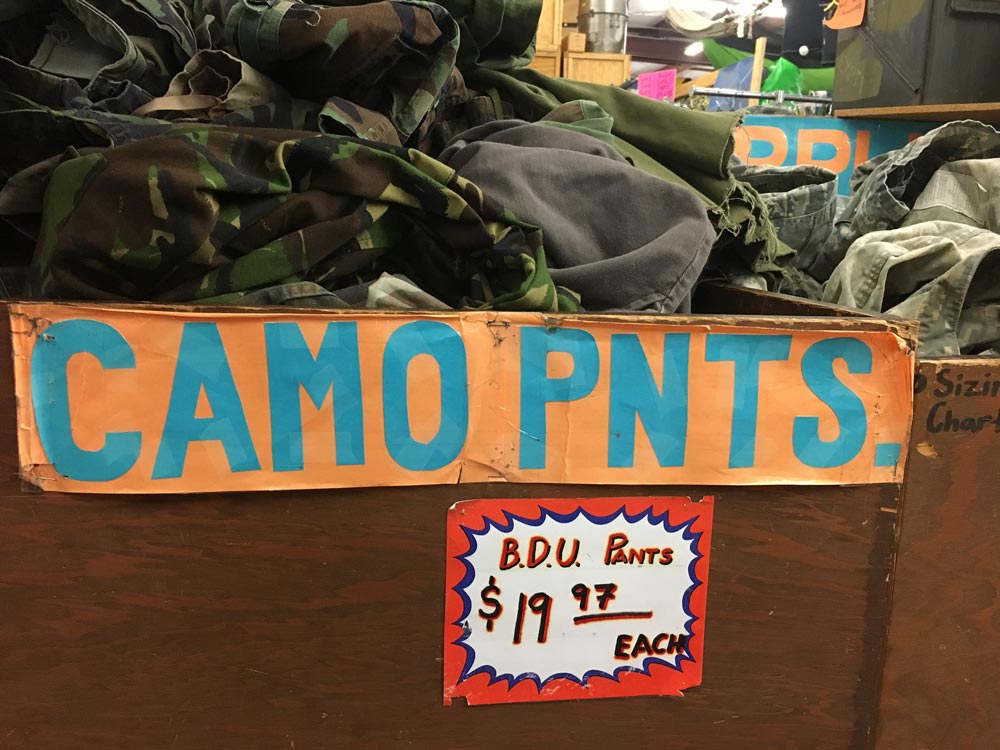 CAMO PNTS.
B.D.U. PANTS
$19 97
EACH